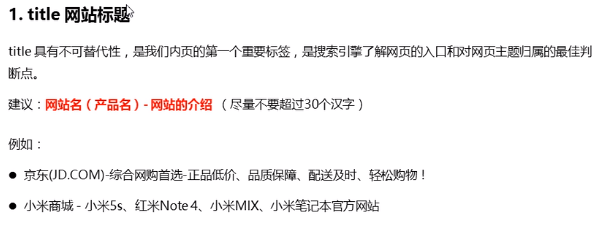 1. title 网站标题
title 具有不可替代性，是我们内页的第一个重要标签，是搜索引擎了解网页的入口和对网页主题归属的最佳判
断点。
建议：网站名（产品名）- 网站的介绍 （尽量不要超过30个汉字）
例如：
● 京东(JD.COM)-综合网购首选-正品低价、品质保障、配送及时、轻松购物！
● 小米商城 - 小米5s、红米Note 4、小米MIX、小米笔记本官方网站